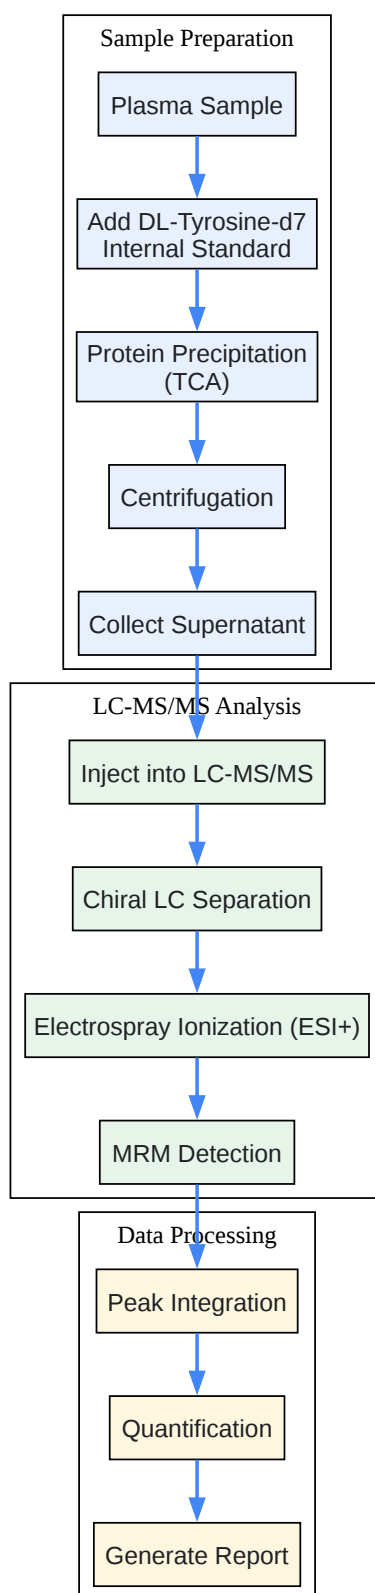 Sample Preparation
Plasma Sample
Add DL-Tyrosine-d7
Internal Standard
Protein Precipitation
(TCA)
Centrifugation
Collect Supernatant
LC-MS/MS Analysis
Inject into LC-MS/MS
Chiral LC Separation
Electrospray Ionization (ESI+)
MRM Detection
Data Processing
Peak Integration
Quantification
Generate Report